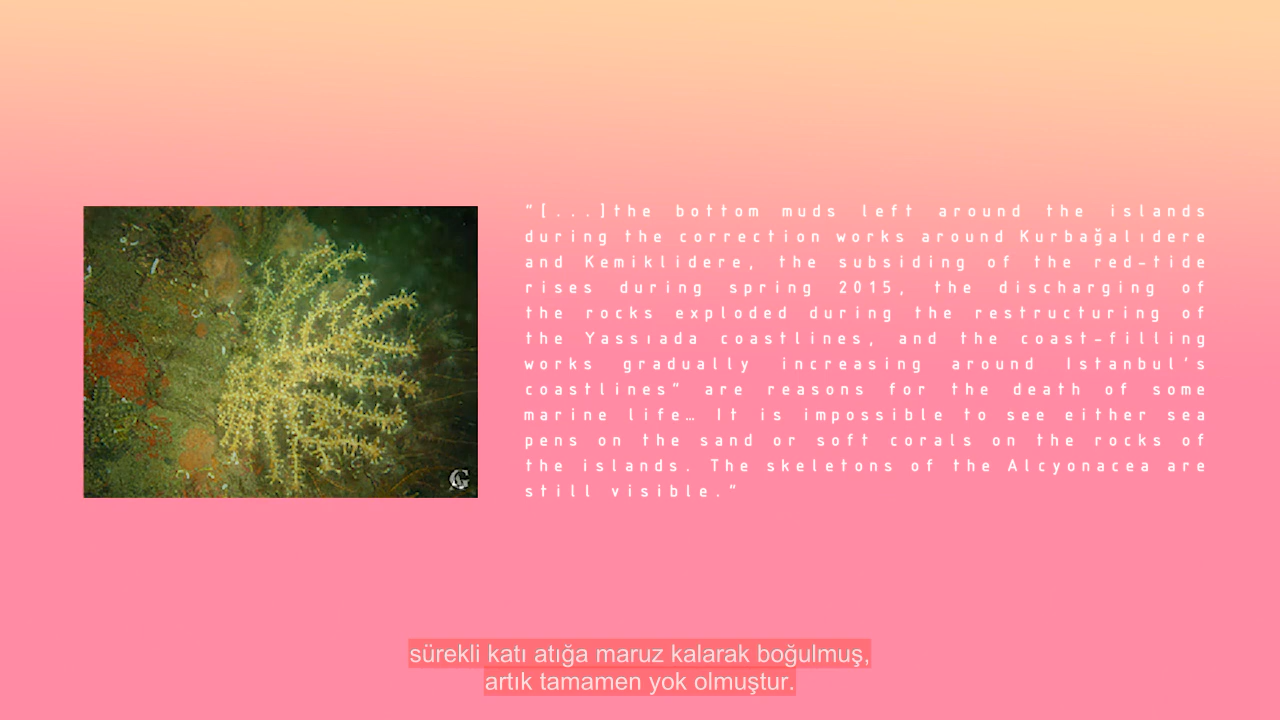 “[...]the bottom muds left around the islands
during the correction works around Kurbağalıdere
and Kemiklidere, the subsiding of the red-tide
rises during spring 2015, the discharging of
the rocks exploded during the restructuring of
the Yassıada coastlines, and the coast-filling
works gradually increasing around Istanbul's
coastlines” are reasons for the death of some
marine life… It is impossible to see either sea
pens on the sand or soft corals on the rocks of
the islands. The skeletons of the Alcyonacea are
still visible.”
sürekli katı atığa maruz kalarak boğulmuş,
artık tamamen yok olmuştur.